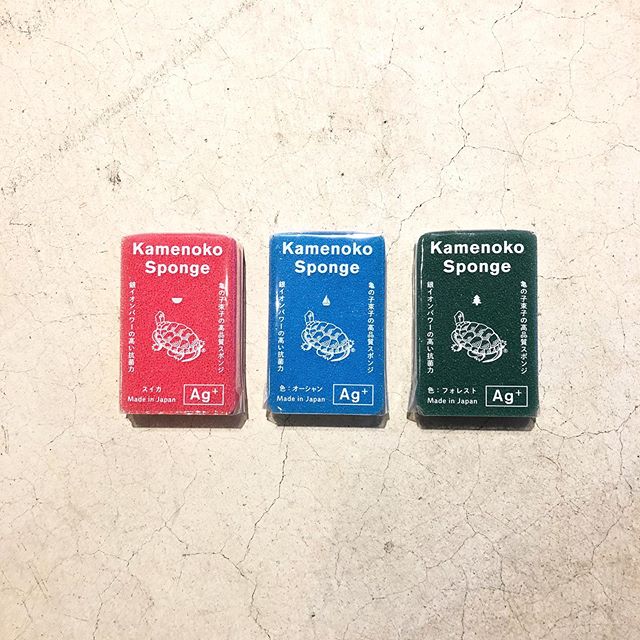 Kamenoko
Sponge
亀の子束子の高品質スポンジ
銀イオンパワーの高い抗菌力
スイカ
Made in Japan
Ag+
Kamenoko
Sponge
亀の子束子の高品質スポンジ
銀イオンパワーの高い抗菌力
色：オーシャン
Made in Japan
Ag+
Kamenoko
Sponge
亀の子束子の高品質スポンジ
銀イオンパワーの高い抗菌力
色：フォレスト
Made in Japan
Ag+